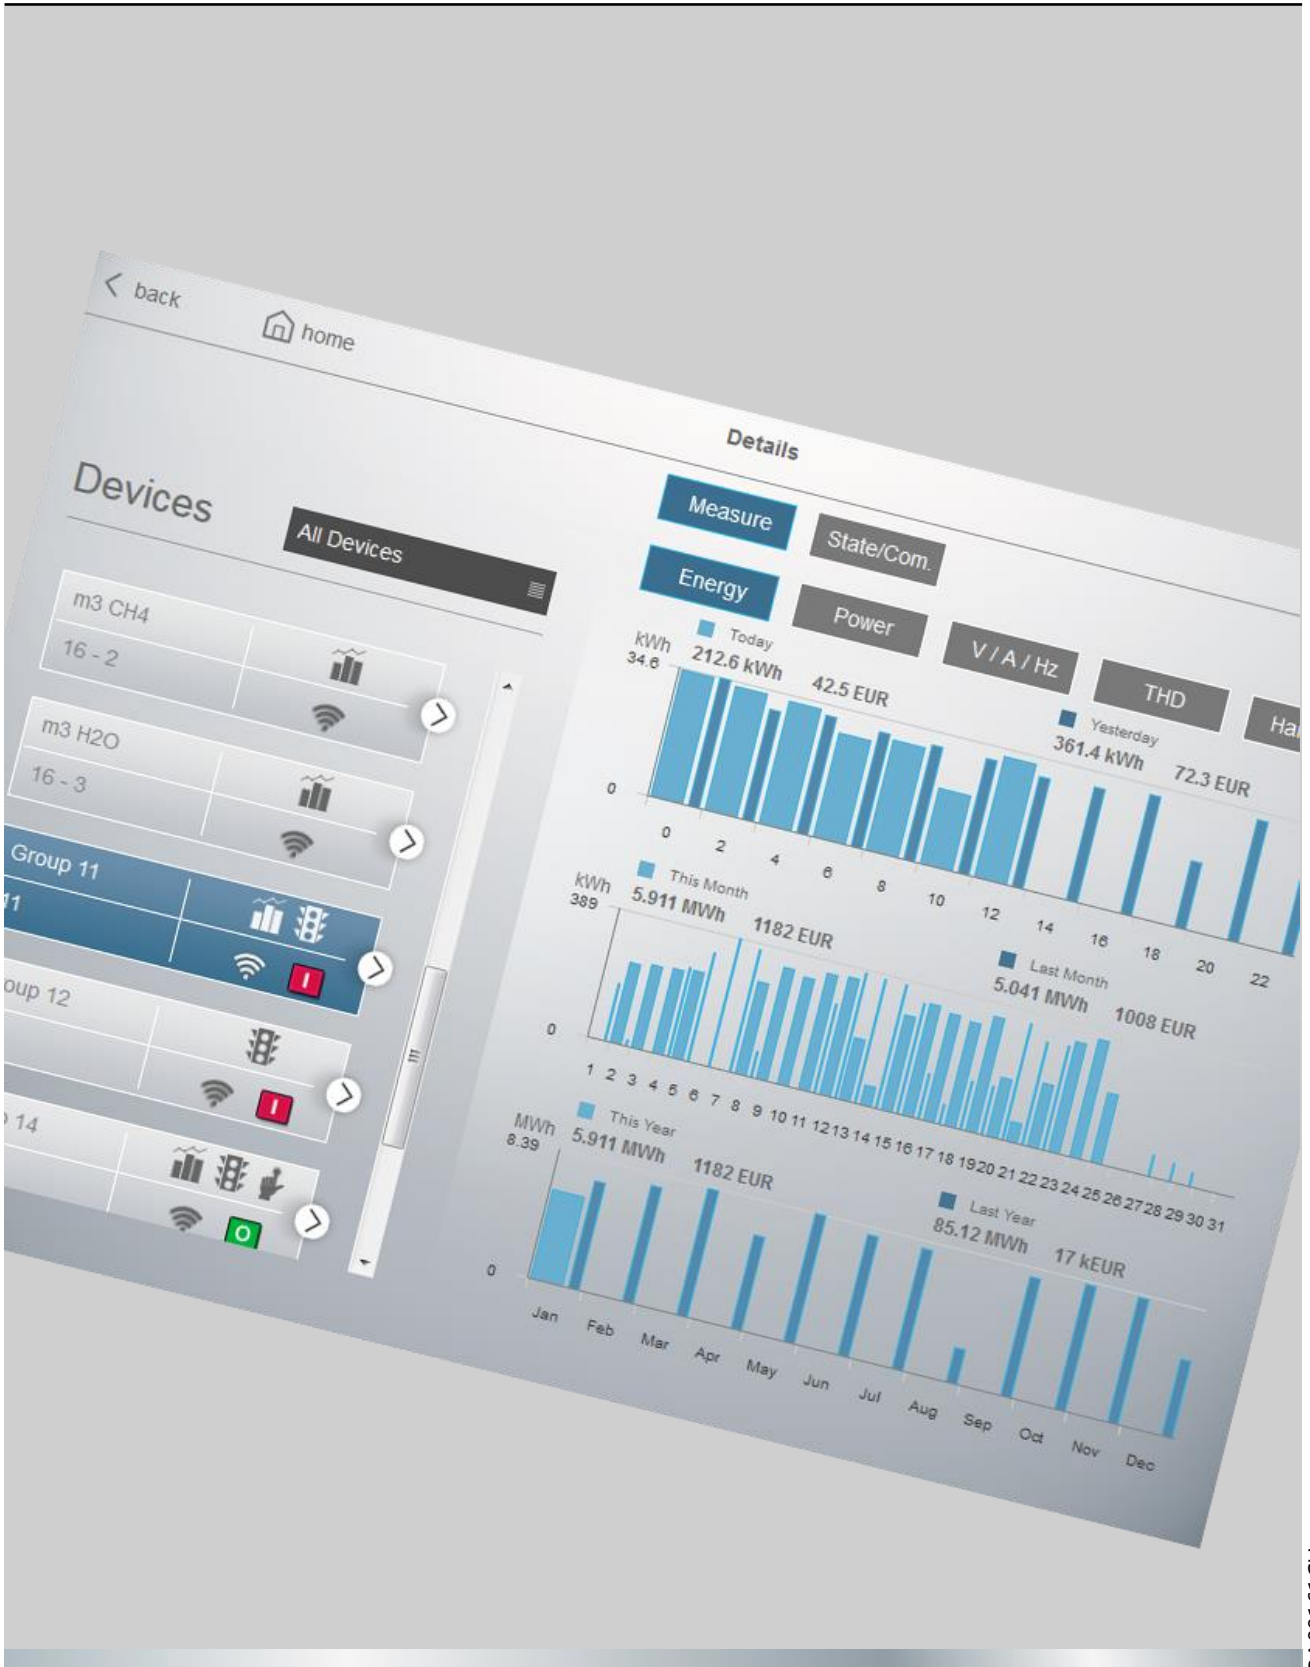 back
home
Details
Devices
All Devices
m3 CH4
16 - 2
m3 H2O
16 - 3
Group 11
11
oup 12
14
I
I
O
Measure
State/Com.
Energy
Power
V / A / Hz
THD
Har
kWh
34.6
0
Today
212.6 kWh 42.5 EUR
Yesterday
361.4 kWh 72.3 EUR
0 2 4 6 8 10 12 14 16 18 20 22
kWh
389
0
This Month
5.911 MWh 1182 EUR
Last Month
5.041 MWh 1008 EUR
1 2 3 4 5 6 7 8 9 10 11 12 13 14 15 16 17 18 19 20 21 22 23 24 25 26 27 28 29 30 31
MWh
8.39
0
This Year
5.911 MWh 1182 EUR
Last Year
85.12 MWh 17 kEUR
Jan Feb Mar Apr May Jun Jul Aug Sep Oct Nov Dec